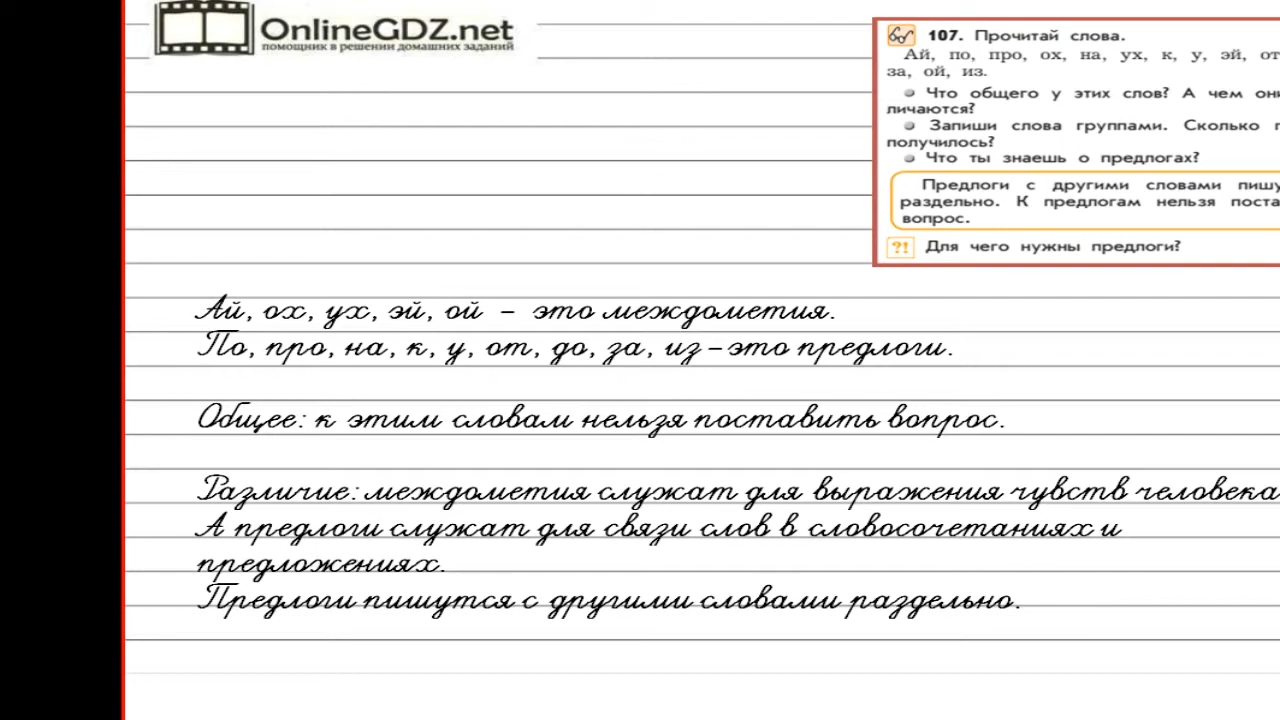 OnlineGDZ.net
помощник в решении домашних заданий
107. Прочитай слова.
Ай, по, про, ох, на, ух, к, у, эй, от
за, ой, из.
Что общего у этих слов? А чем они
личаются?
Запиши слова группами. Сколько г
получилось?
Что ты знаешь о предлогах?
Предлоги с другими словами пишу
раздельно. К предлогам нельзя поста
вопрос.
?! Для чего нужны предлоги?
Ай, ох, ух, эй, ой – это междометия.
По, про, на, к, у, от, до, за, из – это предлоги.
Общее: к этим словам нельзя поставить вопрос.
Различие: междометия служат для выражения чувств человека
А предлоги служат для связи слов в словосочетаниях и
предложениях.
Предлоги пишутся с другими словами раздельно.